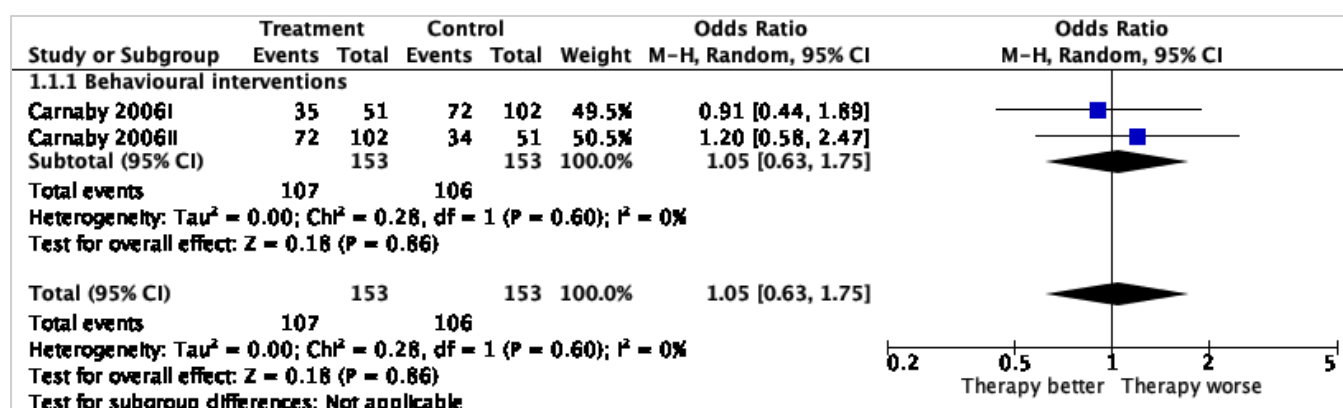 Treatment Control Odds Ratio Odds Ratio
Study or Subgroup Events Total Events Total Weight M-H, Random, 95% CI M-H, Random, 95% CI
1.1.1 Behavioural interventions
Carnaby 2006I 35 51 72 102 49.5% 0.91 [0.44, 1.89]
Carnaby 2006II 72 102 34 51 50.5% 1.20 [0.58, 2.47]
Subtotal (95% CI) 153 153 100.0% 1.05 [0.63, 1.75]
Total events 107 106
Heterogeneity: Tau² = 0.00; Chi² = 0.28, df = 1 (P = 0.60); I² = 0%
Test for overall effect: Z = 0.18 (P = 0.86)
Total (95% CI) 153 153 100.0% 1.05 [0.63, 1.75]
Total events 107 106
Heterogeneity: Tau² = 0.00; Chi² = 0.28, df = 1 (P = 0.60); I² = 0%
Test for overall effect: Z = 0.18 (P = 0.86)
Test for subgroup differences: Not applicable
0.2 0.5 1 2 5
Therapy better Therapy worse